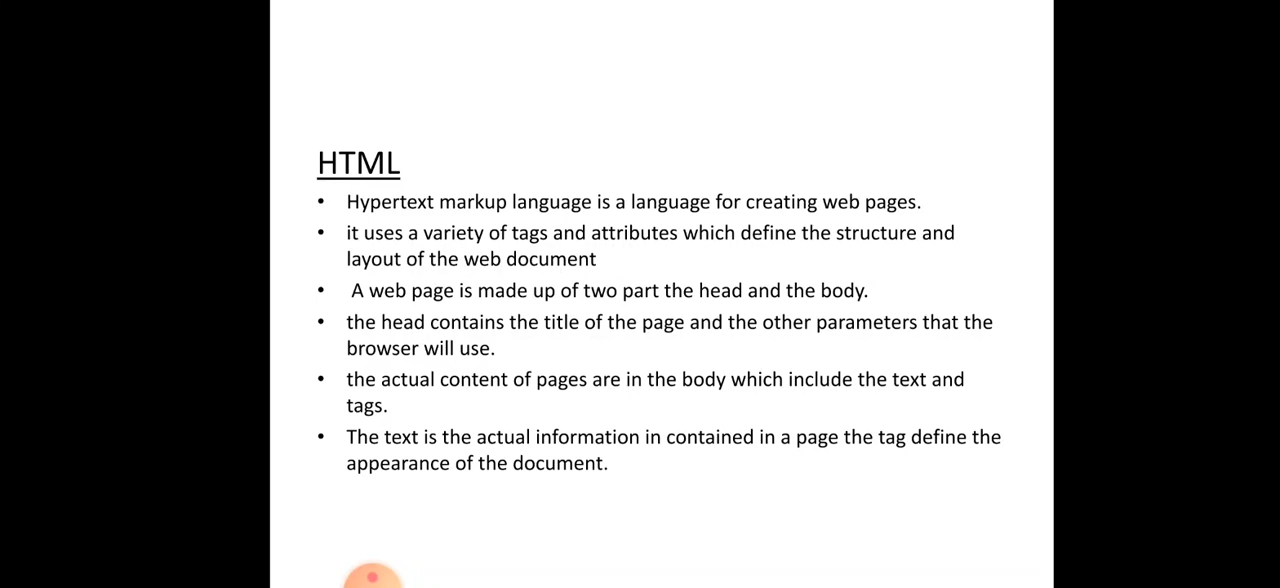 HTML
• Hypertext markup language is a language for creating web pages.
• it uses a variety of tags and attributes which define the structure and
layout of the web document
• A web page is made up of two part the head and the body.
• the head contains the title of the page and the other parameters that the
browser will use.
• the actual content of pages are in the body which include the text and
tags.
• The text is the actual information in contained in a page the tag define the
appearance of the document.